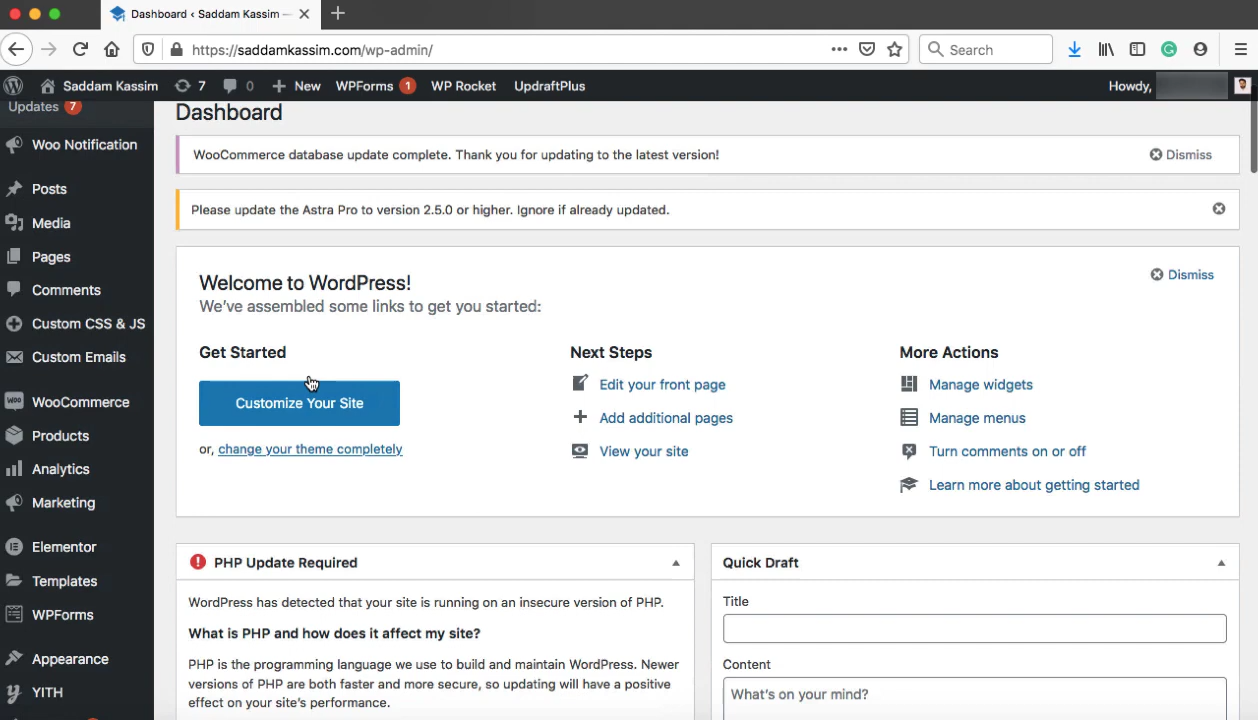 Dashboard ‹ Saddam Kassim —
https://saddamkassim.com/wp-admin/
Search
Saddam Kassim
7
0
New
WPForms 1
WP Rocket
UpdraftPlus
Howdy,
Updates 7
Woo Notification
Posts
Media
Pages
Comments
Custom CSS & JS
Custom Emails
WooCommerce
Products
Analytics
Marketing
Elementor
Templates
WPForms
Appearance
YITH
Dashboard
WooCommerce database update complete. Thank you for updating to the latest version!
Dismiss
Please update the Astra Pro to version 2.5.0 or higher. Ignore if already updated.
Welcome to WordPress!
Dismiss
We've assembled some links to get you started:
Get Started
Customize Your Site
or, change your theme completely
Next Steps
Edit your front page
Add additional pages
View your site
More Actions
Manage widgets
Manage menus
Turn comments on or off
Learn more about getting started
PHP Update Required
WordPress has detected that your site is running on an insecure version of PHP.
What is PHP and how does it affect my site?
PHP is the programming language we use to build and maintain WordPress. Newer
versions of PHP are both faster and more secure, so updating will have a positive
effect on your site's performance.
Quick Draft
Title
Content
What's on your mind?